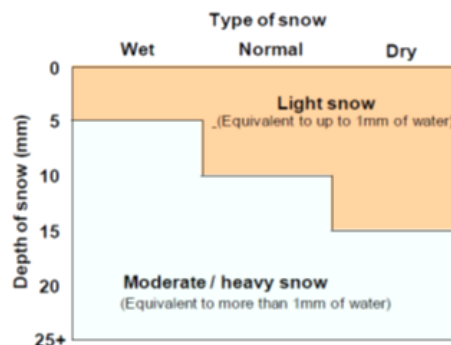 Type of snow
Wet Normal Dry
Depth of snow (mm)
0
5
10
15
20
25+
Light snow
(Equivalent to up to 1mm of water)
Moderate / heavy snow
(Equivalent to more than 1mm of water)